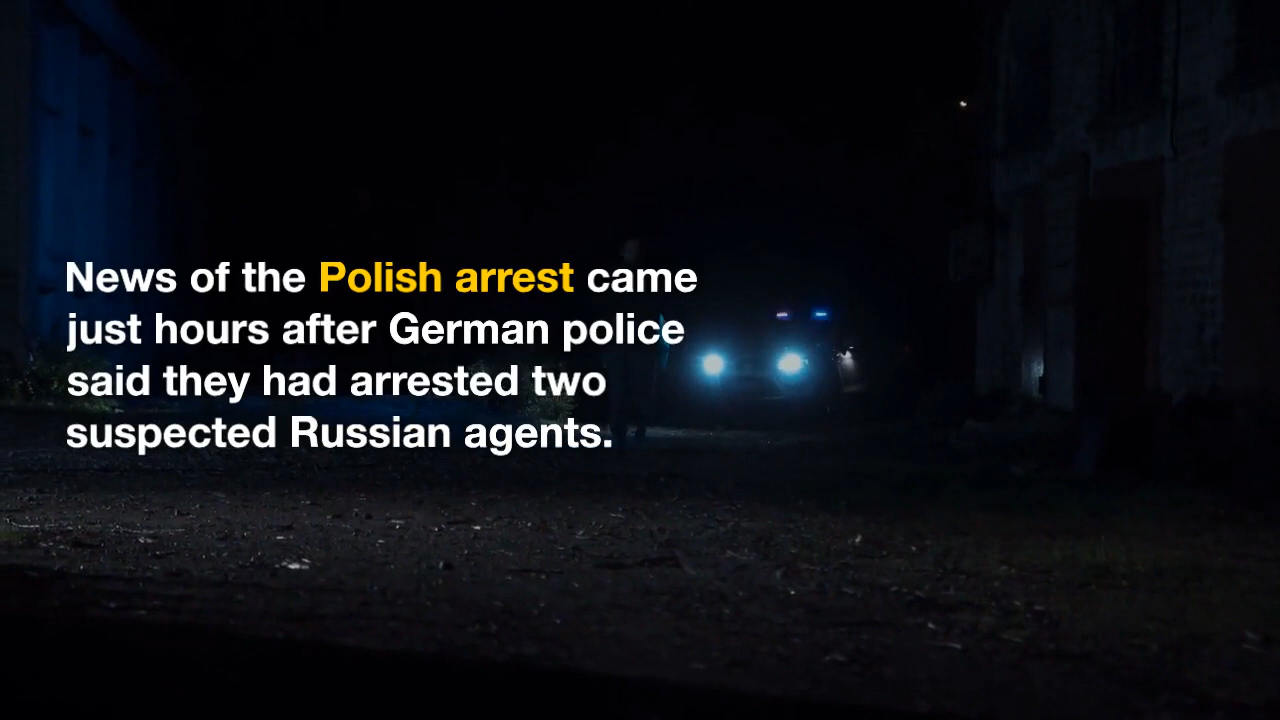 News of the Polish arrest came
just hours after German police
said they had arrested two
suspected Russian agents.